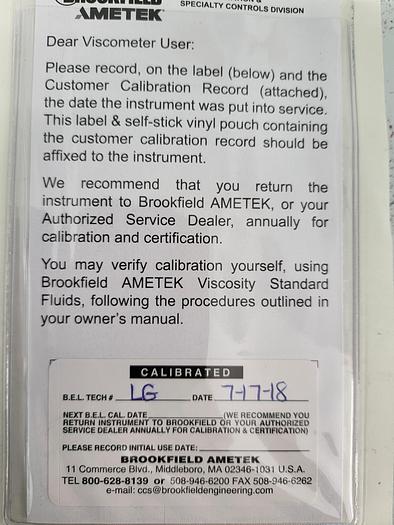 BROOKFIELD
AMETEK
SPECIALTY CONTROLS DIVISION
Dear Viscometer User:
Please record, on the label (below) and the
Customer Calibration Record (attached),
the date the instrument was put into service.
This label & self-stick vinyl pouch containing
the customer calibration record should be
affixed to the instrument.
We recommend that you return the
instrument to Brookfield AMETEK, or your
Authorized Service Dealer, annually for
calibration and certification.
You may verify calibration yourself, using
Brookfield AMETEK Viscosity Standard
Fluids, following the procedures outlined in
your owner's manual.
CALIBRATED
B.E.L. TECH # LG DATE 7-17-18
NEXT B.E.L. CAL. DATE (WE RECOMMEND YOU
RETURN INSTRUMENT TO BROOKFIELD OR YOUR AUTHORIZED
SERVICE DEALER ANNUALLY FOR CALIBRATION & CERTIFICATION)
PLEASE RECORD INITIAL USE DATE:
BROOKFIELD AMETEK
11 Commerce Blvd., Middleboro, MA 02346-1031 U.S.A.
TEL 800-628-8139 or 508-946-6200 FAX 508-946-6262
e-mail: ccs@brookfieldengineering.com